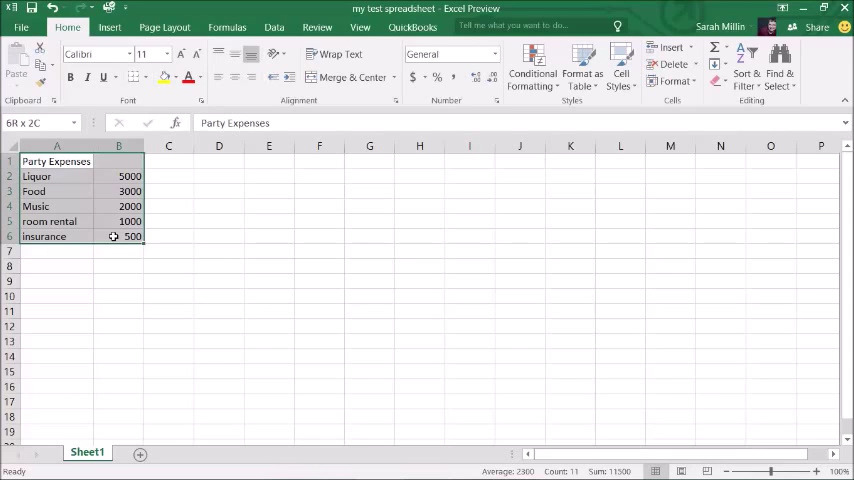 my test spreadsheet - Excel Preview
File Home Insert Page Layout Formulas Data Review View QuickBooks Tell me what you want to do... Sarah Millin Share
Paste
Clipboard
Calibri 11 A A
B I U A
Font
Wrap Text
Merge & Center
Alignment
General
$ % ,
Number
Conditional Formatting
Format as Table
Cell Styles
Styles
Insert
Delete
Format
Cells
Sort & Filter
Find & Select
Editing
6R x 2C fx Party Expenses
A B C D E F G H I J K L M N O P
1 Party Expenses
2 Liquor 5000
3 Food 3000
4 Music 2000
5 room rental 1000
6 insurance 500
7
8
9
10
11
12
13
14
15
16
17
18
19
Sheet1
Ready Average: 2300 Count: 11 Sum: 11500 100%